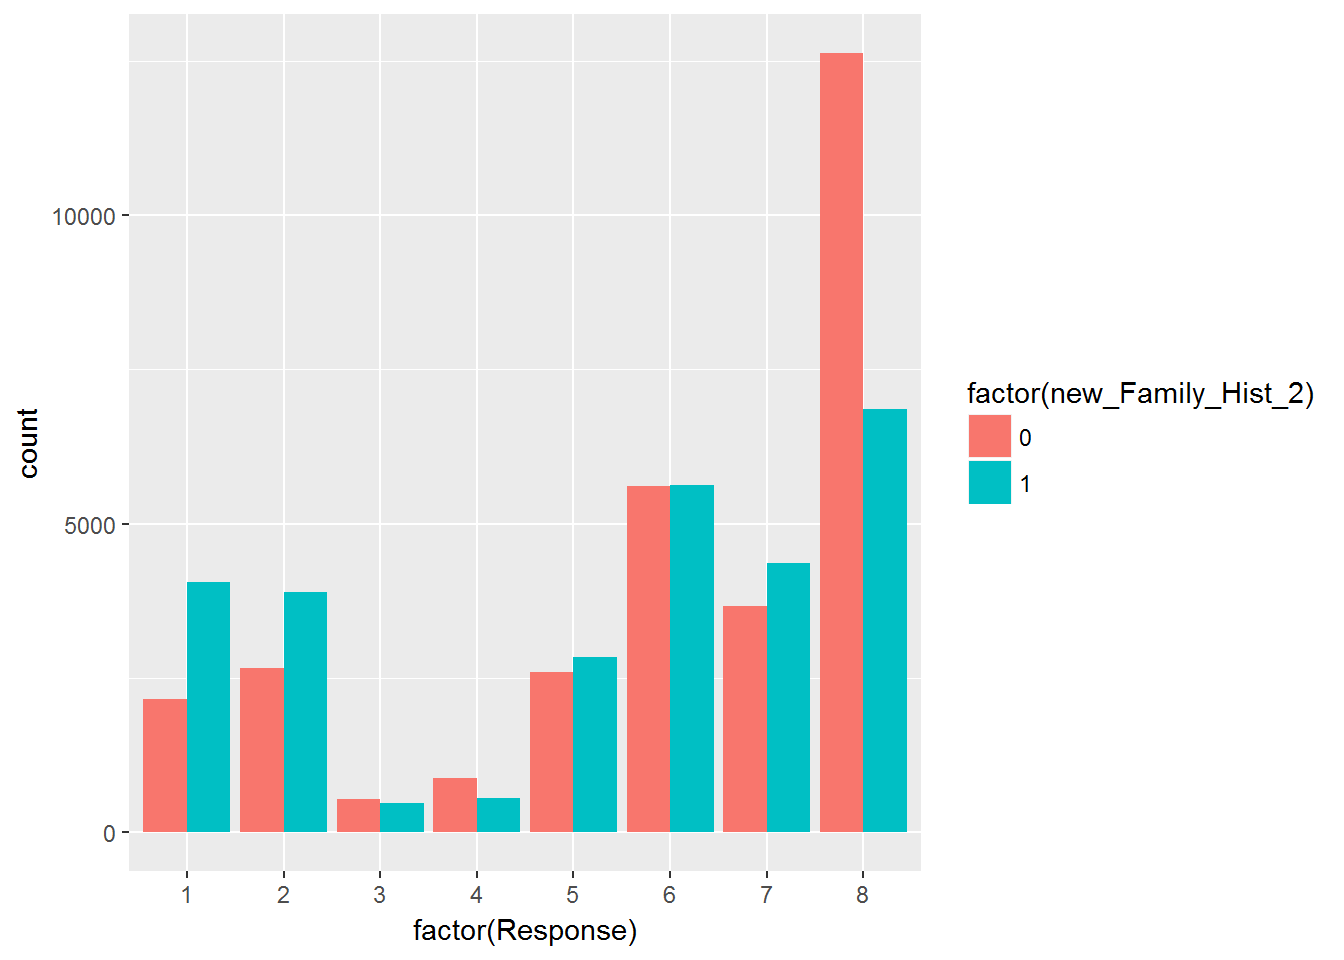 count
10000
5000
0
1 2 3 4 5 6 7 8
factor(Response)
factor(new_Family_Hist_2)
0
1